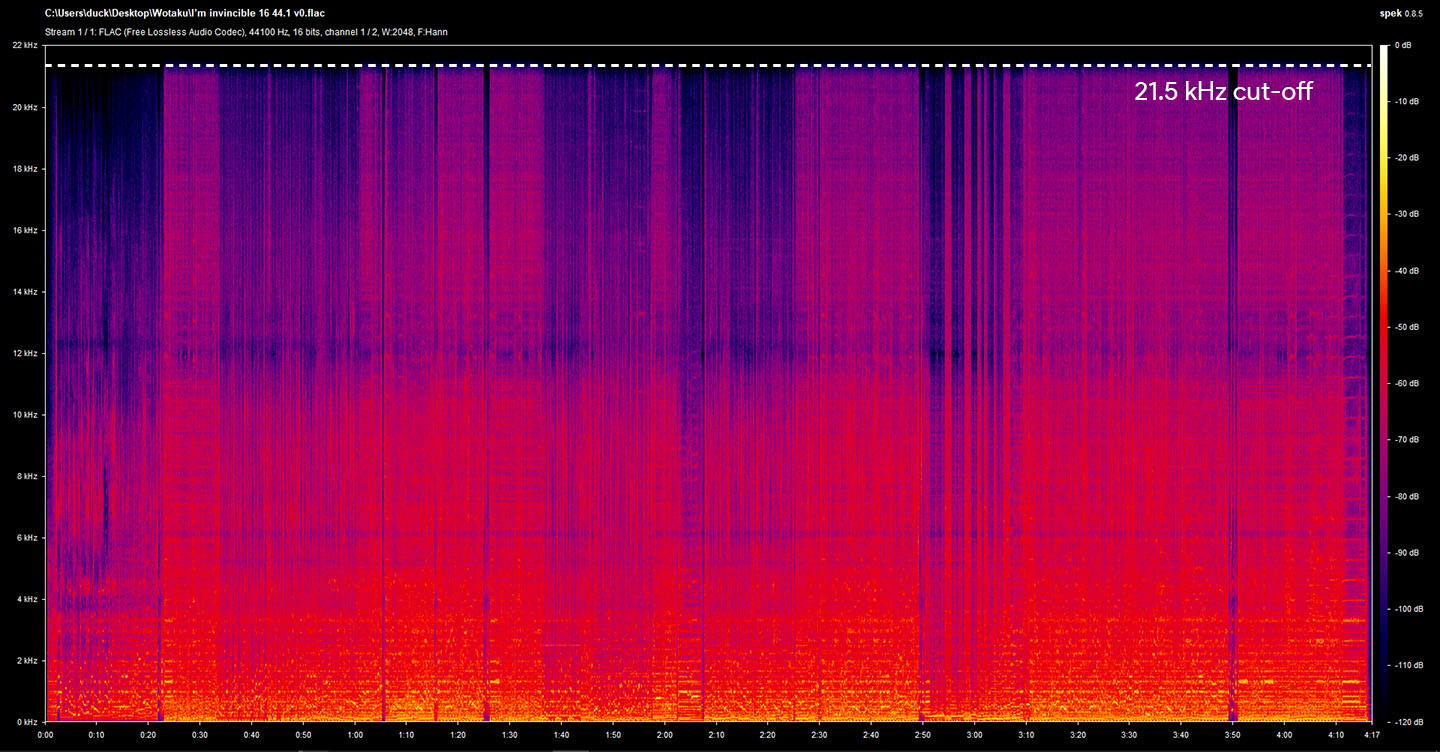 C:\Users\duck\Desktop\Wotaku\I'm invincible 16 44.1 v0.flac
spek 0.8.5
Stream 1 / 1: FLAC (Free Lossless Audio Codec), 44100 Hz, 16 bits, channel 1 / 2, W:2048, F:Hann
22 kHz
20 kHz
18 kHz
16 kHz
14 kHz
12 kHz
10 kHz
8 kHz
6 kHz
4 kHz
2 kHz
0 kHz
21.5 kHz cut-off
0 dB
-10 dB
-20 dB
-30 dB
-40 dB
-50 dB
-60 dB
-70 dB
-80 dB
-90 dB
-100 dB
-110 dB
-120 dB
0:00 0:10 0:20 0:30 0:40 0:50 1:00 1:10 1:20 1:30 1:40 1:50 2:00 2:10 2:20 2:30 2:40 2:50 3:00 3:10 3:20 3:30 3:40 3:50 4:00 4:10 4:17